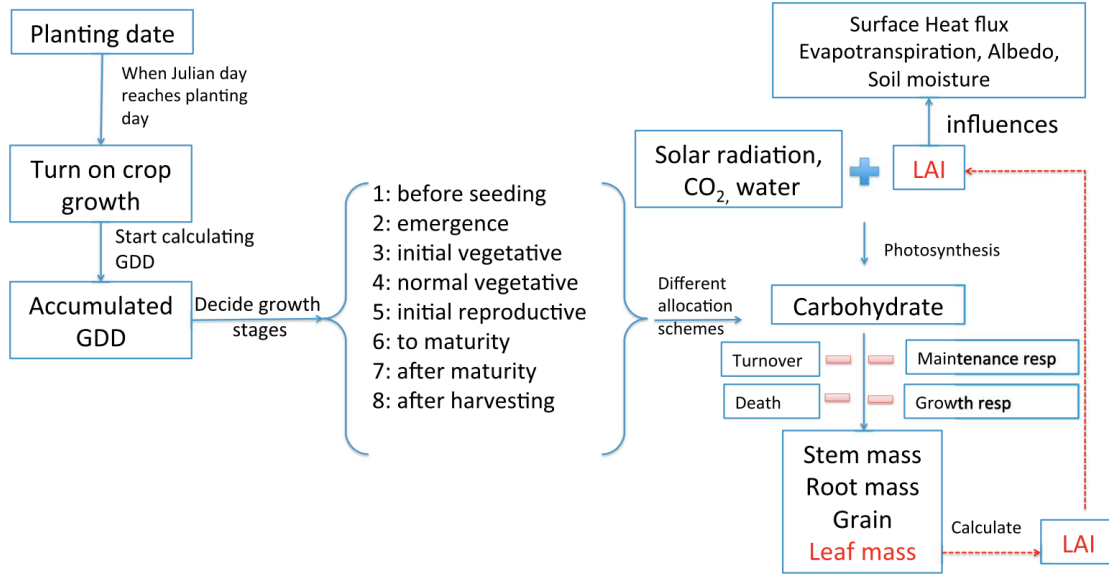 Planting date
When Julian day
reaches planting
day
Turn on crop
growth
Start calculating
GDD
Accumulated
GDD
Decide growth
stages
1: before seeding
2: emergence
3: initial vegetative
4: normal vegetative
5: initial reproductive
6: to maturity
7: after maturity
8: after harvesting
Different
allocation
schemes
Surface Heat flux
Evapotranspiration, Albedo,
Soil moisture
influences
Solar radiation,
CO2, water
LAI
Photosynthesis
Carbohydrate
Turnover
Maintenance resp
Death
Growth resp
Stem mass
Root mass
Grain
Leaf mass
Calculate
LAI